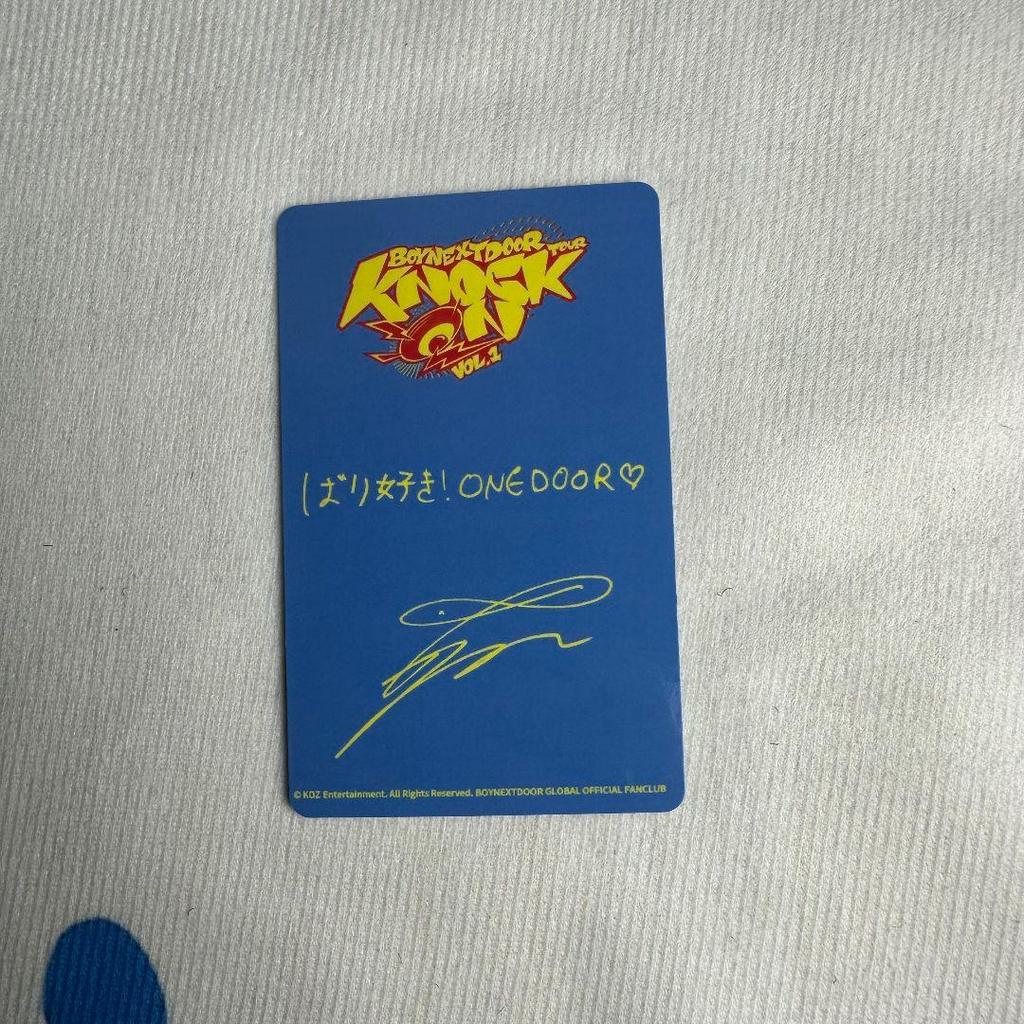 BOYNEXTDOOR TOUR
KNOCK
ON
VOL.1
ばり好き! ONEDOOR♡
© KOZ Entertainment. All Rights Reserved. BOYNEXTDOOR GLOBAL OFFICIAL FANCLUB